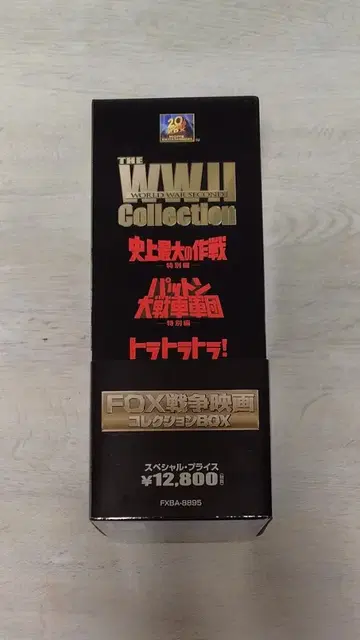 20
FOX
THE
WWII
WORLD WAR SECOND
Collection
史上最大の作戦
特別編
パットン
大戦車軍団
特別編
トラトラトラ!
FOX戦争映画
コレクションBOX
スペシャル・プライス
¥12,800
FXBA-8895